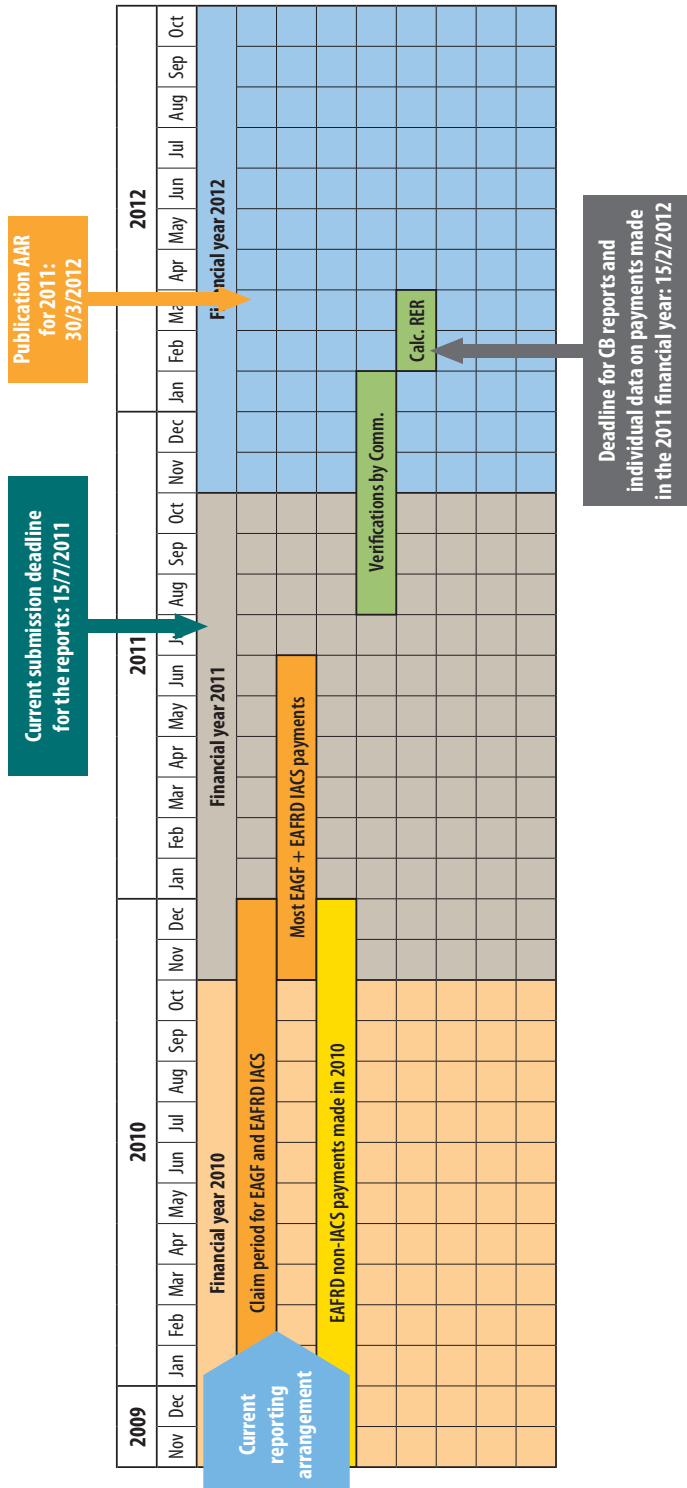 Current submission deadline
for the reports: 15/7/2011
Publication AAR
for 2011:
30/3/2012
2009
2010
2011
2012
Nov Dec Jan Feb Mar Apr May Jun Jul Aug Sep Oct Nov Dec Jan Feb Mar Apr May Jun J Aug Sep Oct Nov Dec Jan Feb Ma Apr May Jun Jul Aug Sep Oct
Financial year 2010
Financial year 2011
Financial year 2012
Current
reporting
arrangement
Claim period for EAGF and EAFRD IACS
Most EAGF + EAFRD IACS payments
EAFRD non-IACS payments made in 2010
Verifications by Comm.
Calc. RER
Deadline for CB reports and
individual data on payments made
in the 2011 financial year: 15/2/2012